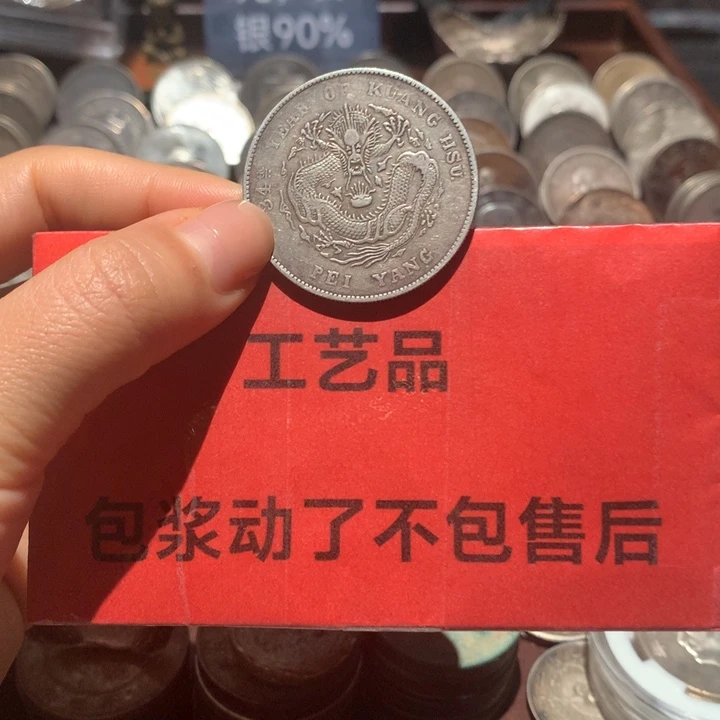 银90%
34TH YEAR OF KUANG HSU
PEI YANG
工艺品
包浆动了不包售后